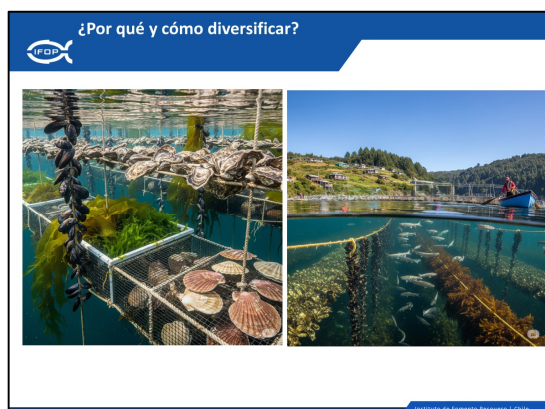 ¿Por qué y cómo diversificar?
IFOP
Instituto de Fomento Pesquero | Chile